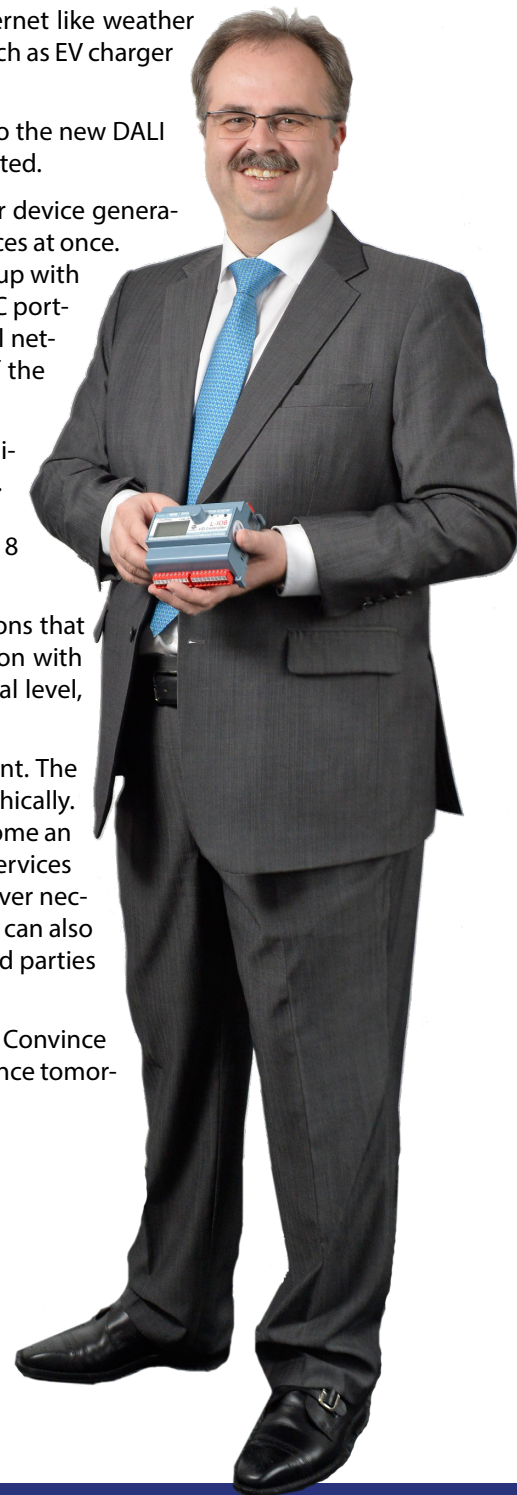 ernet like weather
ch as EV charger
o the new DALI
ted.
r device genera-
ces at once.
up with
C port-
l net-
f the
i-
.
8
ons that
on with
al level,
nt. The
hically.
ome an
ervices
ver nec-
can also
d parties
Convince
nce tomor-
L-IOB
I/O Controller